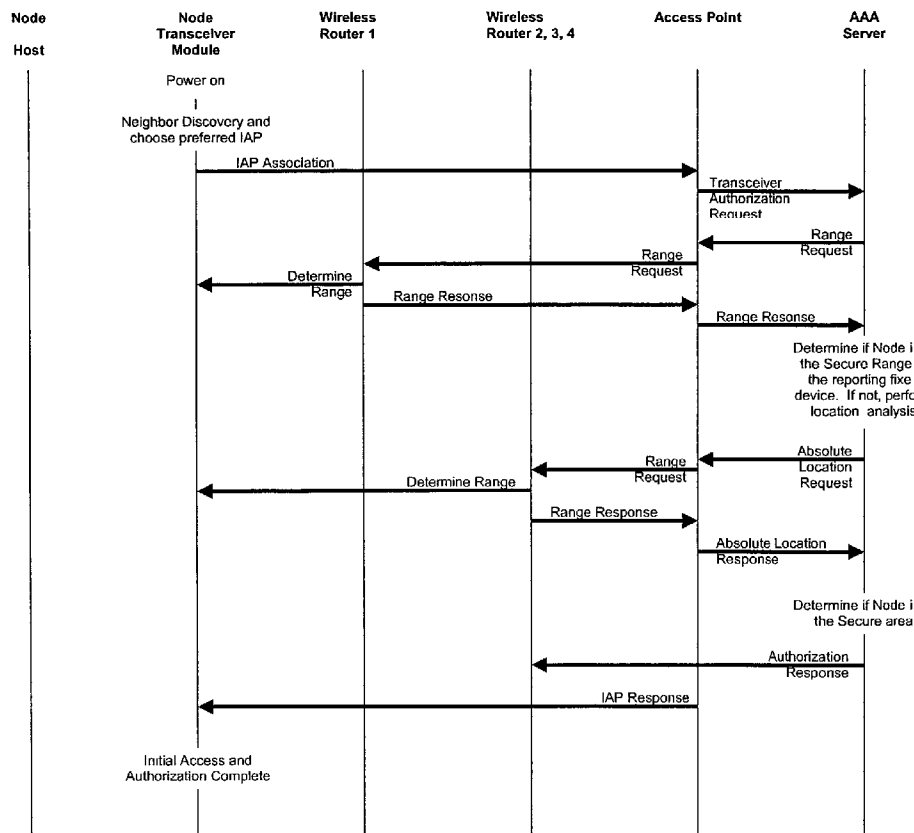 Node
Host
Node
Transceiver
Module
Wireless
Router 1
Wireless
Router 2, 3, 4
Access Point
AAA
Server
Power on
Neighbor Discovery and
choose preferred IAP
IAP Association
Transceiver
Authorization
Request
Range
Request
Range
Request
Determine
Range
Range Resonse
Range Resonse
Determine if Node i
the Secure Range
the reporting fixe
device. If not, perfo
location analysis
Absolute
Location
Request
Range
Request
Determine Range
Range Response
Absolute Location
Response
Determine if Node i
the Secure area
Authorization
Response
IAP Response
Initial Access and
Authorization Complete